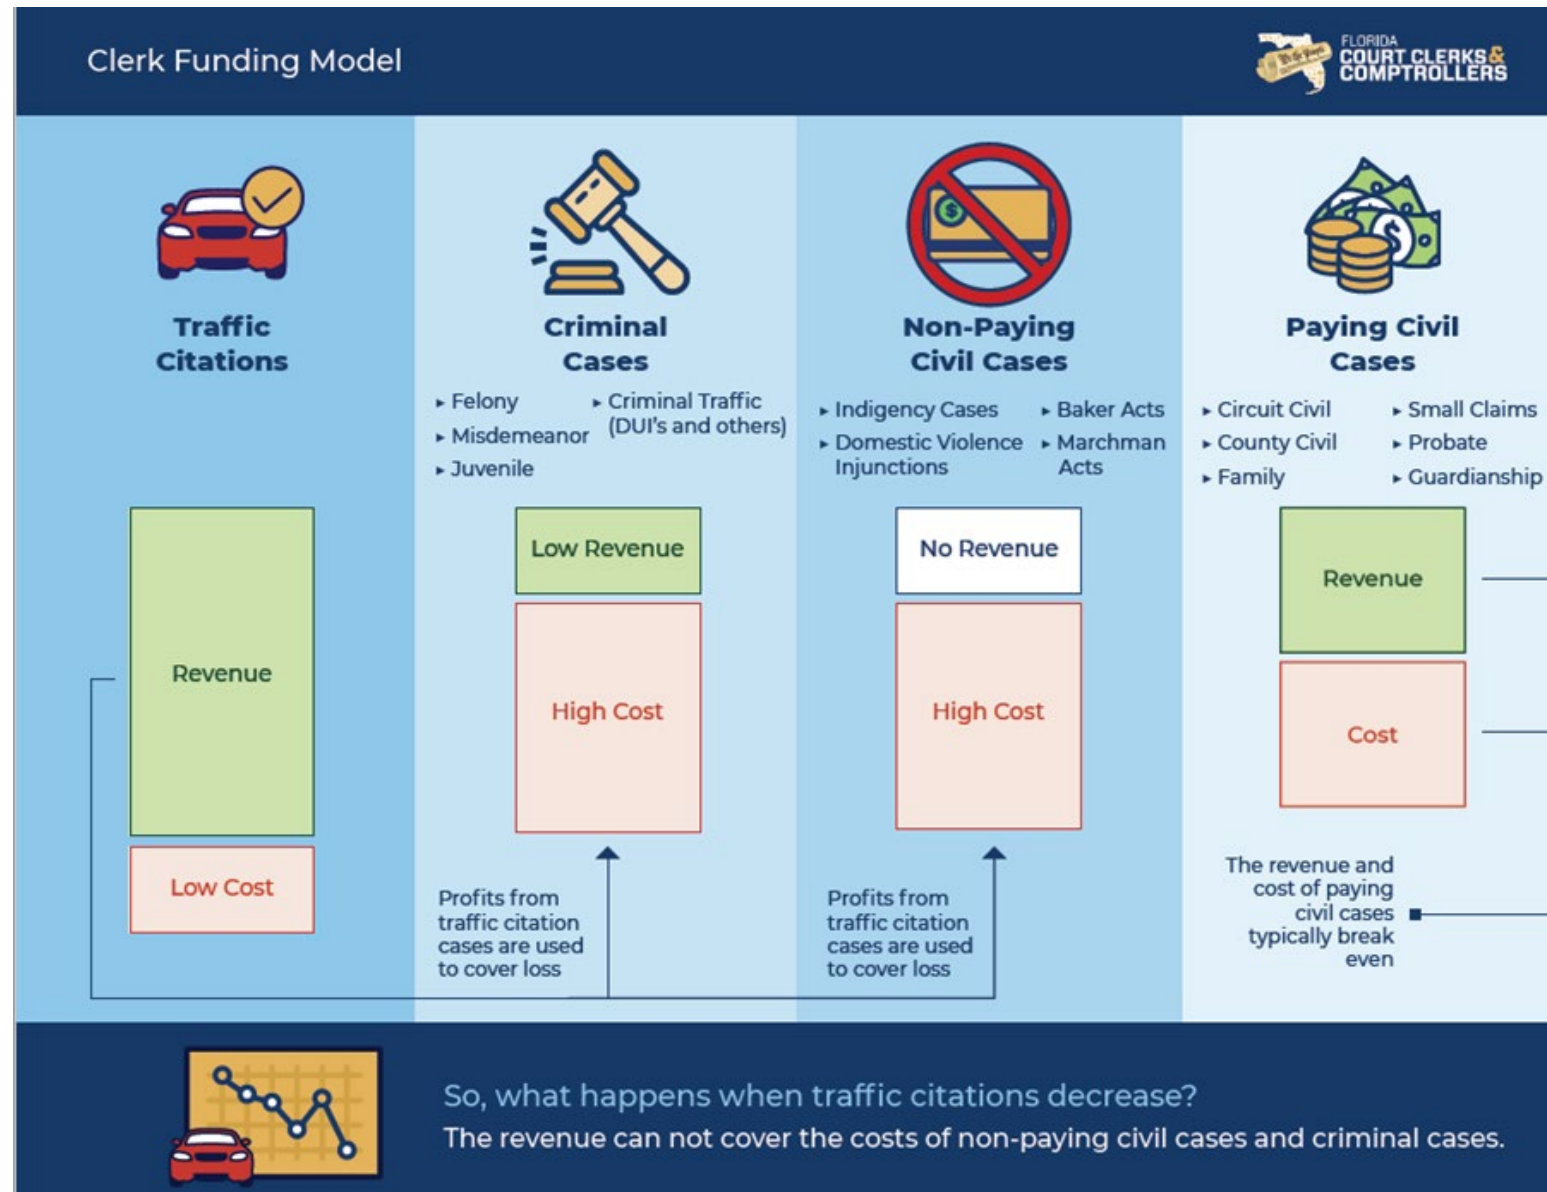 Clerk Funding Model
FLORIDA
COURT CLERKS &
COMPTROLLERS
We the People
Traffic
Citations
Criminal
Cases
▸ Felony
▸ Misdemeanor
▸ Juvenile
▸ Criminal Traffic
(DUI's and others)
Non-Paying
Civil Cases
▸ Indigency Cases
▸ Domestic Violence
Injunctions
▸ Baker Acts
▸ Marchman
Acts
Paying Civil
Cases
▸ Circuit Civil
▸ County Civil
▸ Family
▸ Small Claims
▸ Probate
▸ Guardianship
Revenue
Low Cost
Low Revenue
High Cost
Profits from
traffic citation
cases are used
to cover loss
No Revenue
High Cost
Profits from
traffic citation
cases are used
to cover loss
Revenue
Cost
The revenue and
cost of paying
civil cases
typically break
even
So, what happens when traffic citations decrease?
The revenue can not cover the costs of non-paying civil cases and criminal cases.